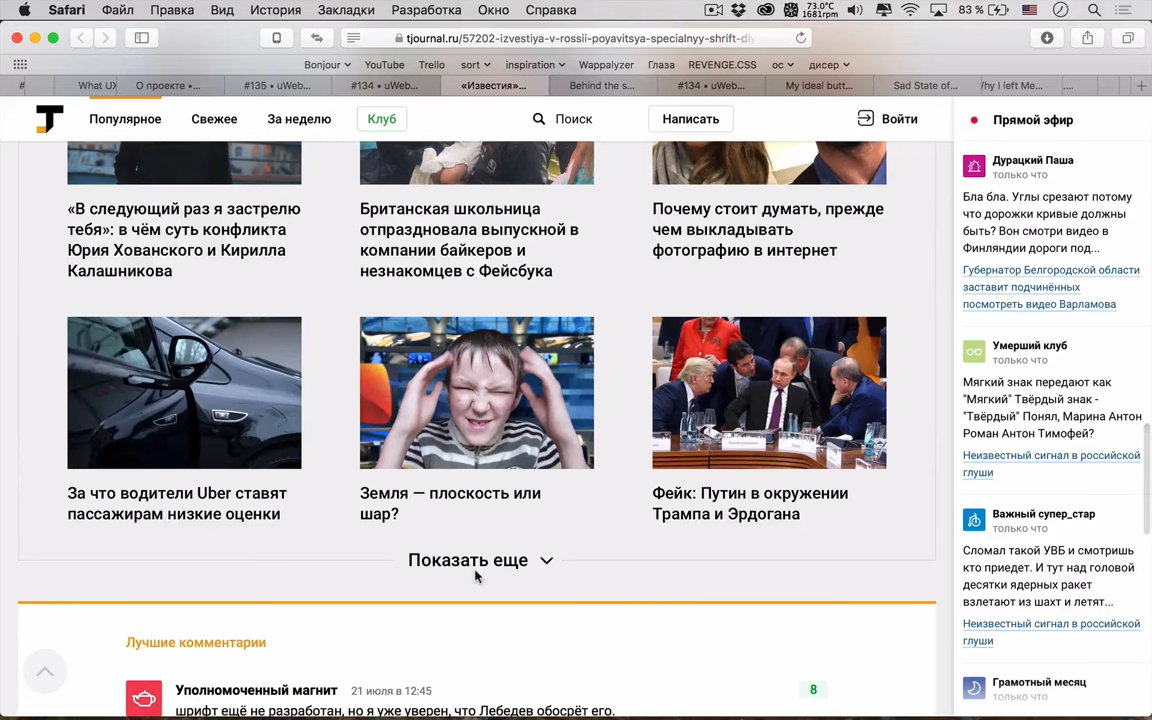 Safari Файл Правка Вид История Закладки Разработка Окно Справка 73.0°C 1681rpm 83 %
tjournal.ru/57202-izvestiya-v-rossii-poyavitsya-specialnyy-shrift-dly
Bonjour YouTube Trello sort inspiration Wappalyzer Глаза REVENGE.CSS ос дисер
What UX О проекте •... #135 • uWeb... #134 • uWeb... «Известия»... Behind the s... #134 • uWeb... My ideal butt... Sad State of... Why I left Me...
Популярное Свежее За неделю Клуб Поиск Написать Войти
Прямой эфир
«В следующий раз я застрелю
тебя»: в чём суть конфликта
Юрия Хованского и Кирилла
Калашникова
Британская школьница
отпраздновала выпускной в
компании байкеров и
незнакомцев с Фейсбука
Почему стоит думать, прежде
чем выкладывать
фотографию в интернет
За что водители Uber ставят
пассажирам низкие оценки
Земля — плоскость или
шар?
Фейк: Путин в окружении
Трампа и Эрдогана
Показать еще
Лучшие комментарии
Уполномоченный магнит 21 июля в 12:45 8
шрифт ещё не разработан, но я уже уверен, что Лебедев обосрёт его.
Дурацкий Паша
только что
Бла бла. Углы срезают потому
что дорожки кривые должны
быть? Вон смотри видео в
Финляндии дороги под...
Губернатор Белгородской области
заставит подчинённых
посмотреть видео Варламова
Умерший клуб
только что
Мягкий знак передают как
"Мягкий" Твёрдый знак -
"Твёрдый" Понял, Марина Антон
Роман Антон Тимофей?
Неизвестный сигнал в российской
глуши
Важный супер_стар
только что
Сломал такой УВБ и смотришь
кто приедет. И тут над головой
десятки ядерных ракет
взлетают из шахт и летят...
Неизвестный сигнал в российской
глуши
Грамотный месяц
только что